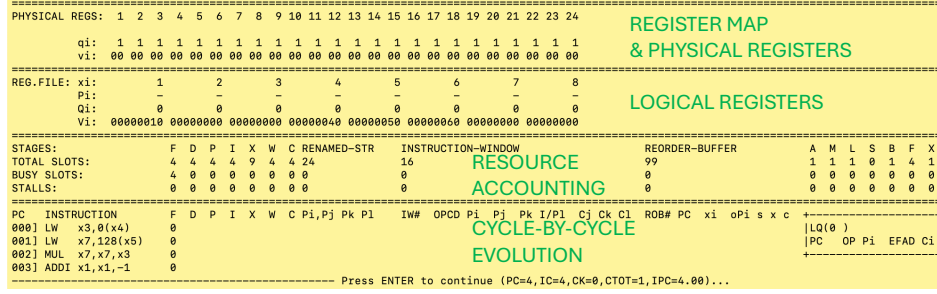 PHYSICAL REGS: 1 2 3 4 5 6 7 8 9 10 11 12 13 14 15 16 17 18 19 20 21 22 23 24
REGISTER MAP
qi: 1 1 1 1 1 1 1 1 1 1 1 1 1 1 1 1 1 1 1 1 1 1 1 1
& PHYSICAL REGISTERS
vi: 00 00 00 00 00 00 00 00 00 00 00 00 00 00 00 00 00 00 00 00 00 00 00 00
REG.FILE: xi: 1 2 3 4 5 6 7 8
Pi: - - - - - - - -
LOGICAL REGISTERS
Qi: 0 0 0 0 0 0 0 0
Vi: 00000010 00000000 00000000 00000040 00000050 00000060 00000000 00000000
STAGES: F D P I X W C RENAMED-STR INSTRUCTION-WINDOW REORDER-BUFFER A M L S B F X
TOTAL SLOTS: 4 4 4 4 9 4 4 24 16 99 1 1 1 0 1 4 1
RESOURCE
BUSY SLOTS: 4 0 0 0 0 0 0 0 0 0 0 0 0 0 0 0 0
STALLS: 0 0 0 0 0 0 0 0 0 0 0 0 0 0 0 0 0
ACCOUNTING
PC INSTRUCTION F D P I X W C Pi,Pj Pk Pl IW# OPCD Pi Pj Pk I/Pl Cj Ck Cl ROB# PC xi oPi s x c +----------------
000] LW x3,0(x4) 0 |LQ(0 )
CYCLE-BY-CYCLE
001] LW x7,128(x5) 0 |PC OP Pi EFAD Ci
002] MUL x7,x7,x3 0 +----------------
EVOLUTION
003] ADDI x1,x1,-1 0
------------------------------------------------- Press ENTER to continue (PC=4,IC=4,CK=0,CTOT=1,IPC=4.00)...